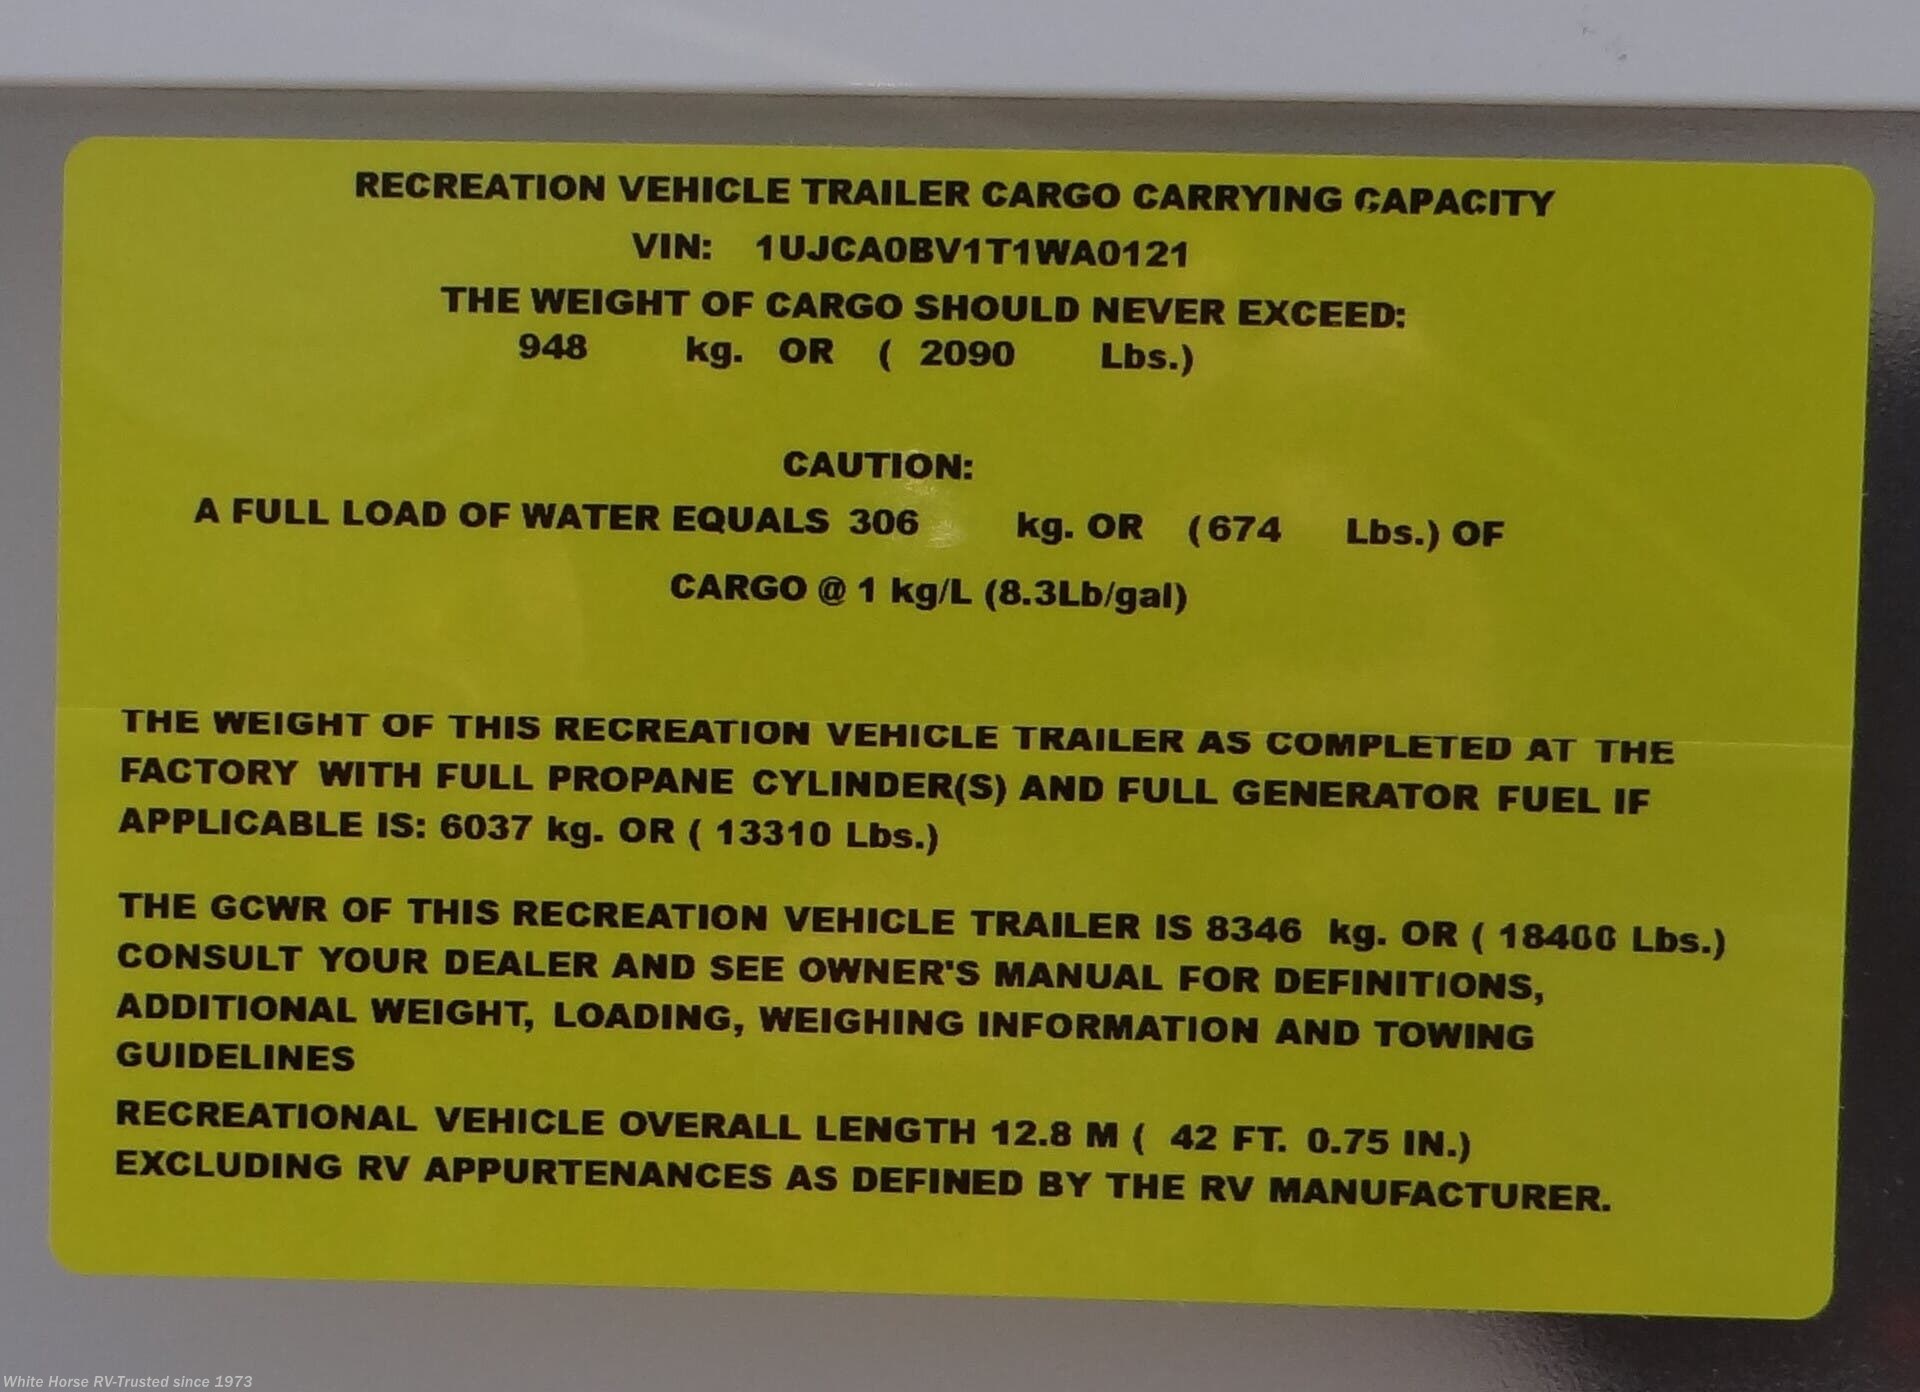 RECREATION VEHICLE TRAILER CARGO CARRYING CAPACITY
VIN: 1UJCA0BV1T1WA0121
THE WEIGHT OF CARGO SHOULD NEVER EXCEED:
948 kg. OR ( 2090 Lbs.)
CAUTION:
A FULL LOAD OF WATER EQUALS 306 kg. OR (674 Lbs.) OF
CARGO @ 1 kg/L (8.3Lb/gal)
THE WEIGHT OF THIS RECREATION VEHICLE TRAILER AS COMPLETED AT THE
FACTORY WITH FULL PROPANE CYLINDER(S) AND FULL GENERATOR FUEL IF
APPLICABLE IS: 6037 kg. OR ( 13310 Lbs.)
THE GCWR OF THIS RECREATION VEHICLE TRAILER IS 8346 kg. OR ( 18400 Lbs.)
CONSULT YOUR DEALER AND SEE OWNER'S MANUAL FOR DEFINITIONS,
ADDITIONAL WEIGHT, LOADING, WEIGHING INFORMATION AND TOWING
GUIDELINES
RECREATIONAL VEHICLE OVERALL LENGTH 12.8 M ( 42 FT. 0.75 IN.)
EXCLUDING RV APPURTENANCES AS DEFINED BY THE RV MANUFACTURER.
White Horse RV-Trusted since 1973